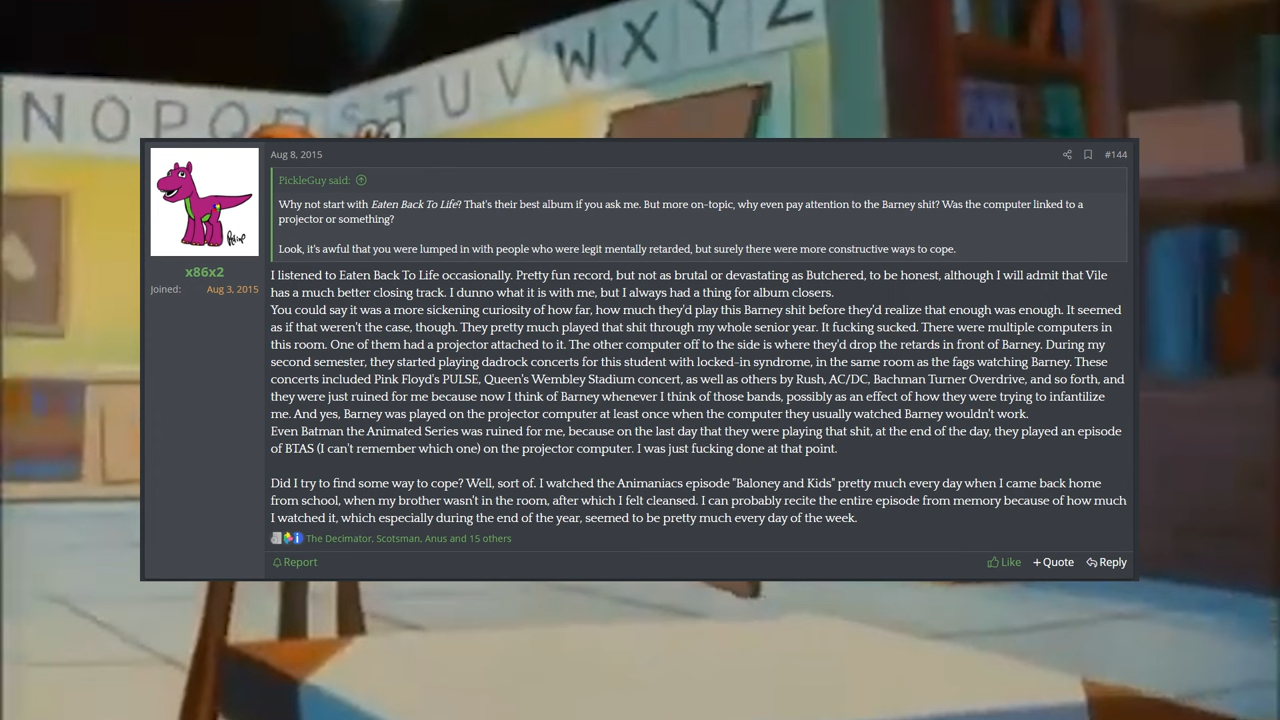 N O P Q R S T U V W X Y Z
Aug 8, 2015
#144
PickleGuy said:
Why not start with Eaten Back To Life? That's their best album if you ask me. But more on-topic, why even pay attention to the Barney shit? Was the computer linked to a
projector or something?
Look, it's awful that you were lumped in with people who were legit mentally retarded, but surely there were more constructive ways to cope.
x86x2
Joined: Aug 3, 2015
I listened to Eaten Back To Life occasionally. Pretty fun record, but not as brutal or devastating as Butchered, to be honest, although I will admit that Vile
has a much better closing track. I dunno what it is with me, but I always had a thing for album closers.
You could say it was a more sickening curiosity of how far, how much they'd play this Barney shit before they'd realize that enough was enough. It seemed
as if that weren't the case, though. They pretty much played that shit through my whole senior year. It fucking sucked. There were multiple computers in
this room. One of them had a projector attached to it. The other computer off to the side is where they'd drop the retards in front of Barney. During my
second semester, they started playing dadrock concerts for this student with locked-in syndrome, in the same room as the fags watching Barney. These
concerts included Pink Floyd's PULSE, Queen's Wembley Stadium concert, as well as others by Rush, AC/DC, Bachman Turner Overdrive, and so forth, and
they were just ruined for me because now I think of Barney whenever I think of those bands, possibly as an effect of how they were trying to infantilize
me. And yes, Barney was played on the projector computer at least once when the computer they usually watched Barney wouldn't work.
Even Batman the Animated Series was ruined for me, because on the last day that they were playing that shit, at the end of the day, they played an episode
of BTAS (I can't remember which one) on the projector computer. I was just fucking done at that point.
Did I try to find some way to cope? Well, sort of. I watched the Animaniacs episode "Baloney and Kids" pretty much every day when I came back home
from school, when my brother wasn't in the room, after which I felt cleansed. I can probably recite the entire episode from memory because of how much
I watched it, which especially during the end of the year, seemed to be pretty much every day of the week.
The Decimator, Scotsman, Anus and 15 others
Report
Like
+Quote
Reply